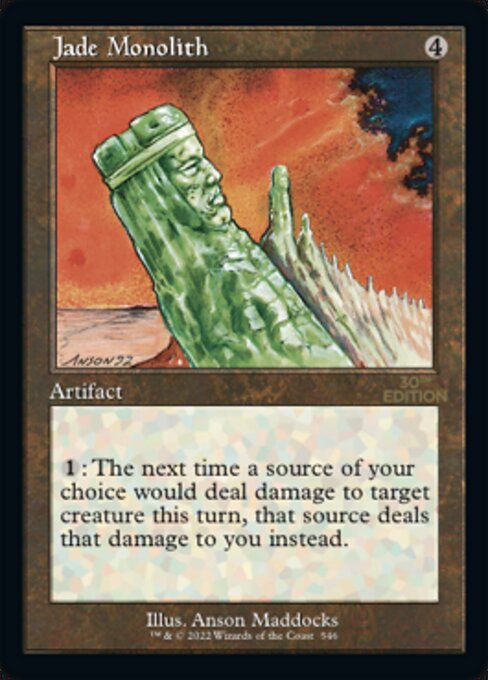 Jade Monolith 4
ANSON 92
30TH
EDITION
Artifact
1: The next time a source of your
choice would deal damage to target
creature this turn, that source deals
that damage to you instead.
Illus. Anson Maddocks
™ & © 2022 Wizards of the Coast 546